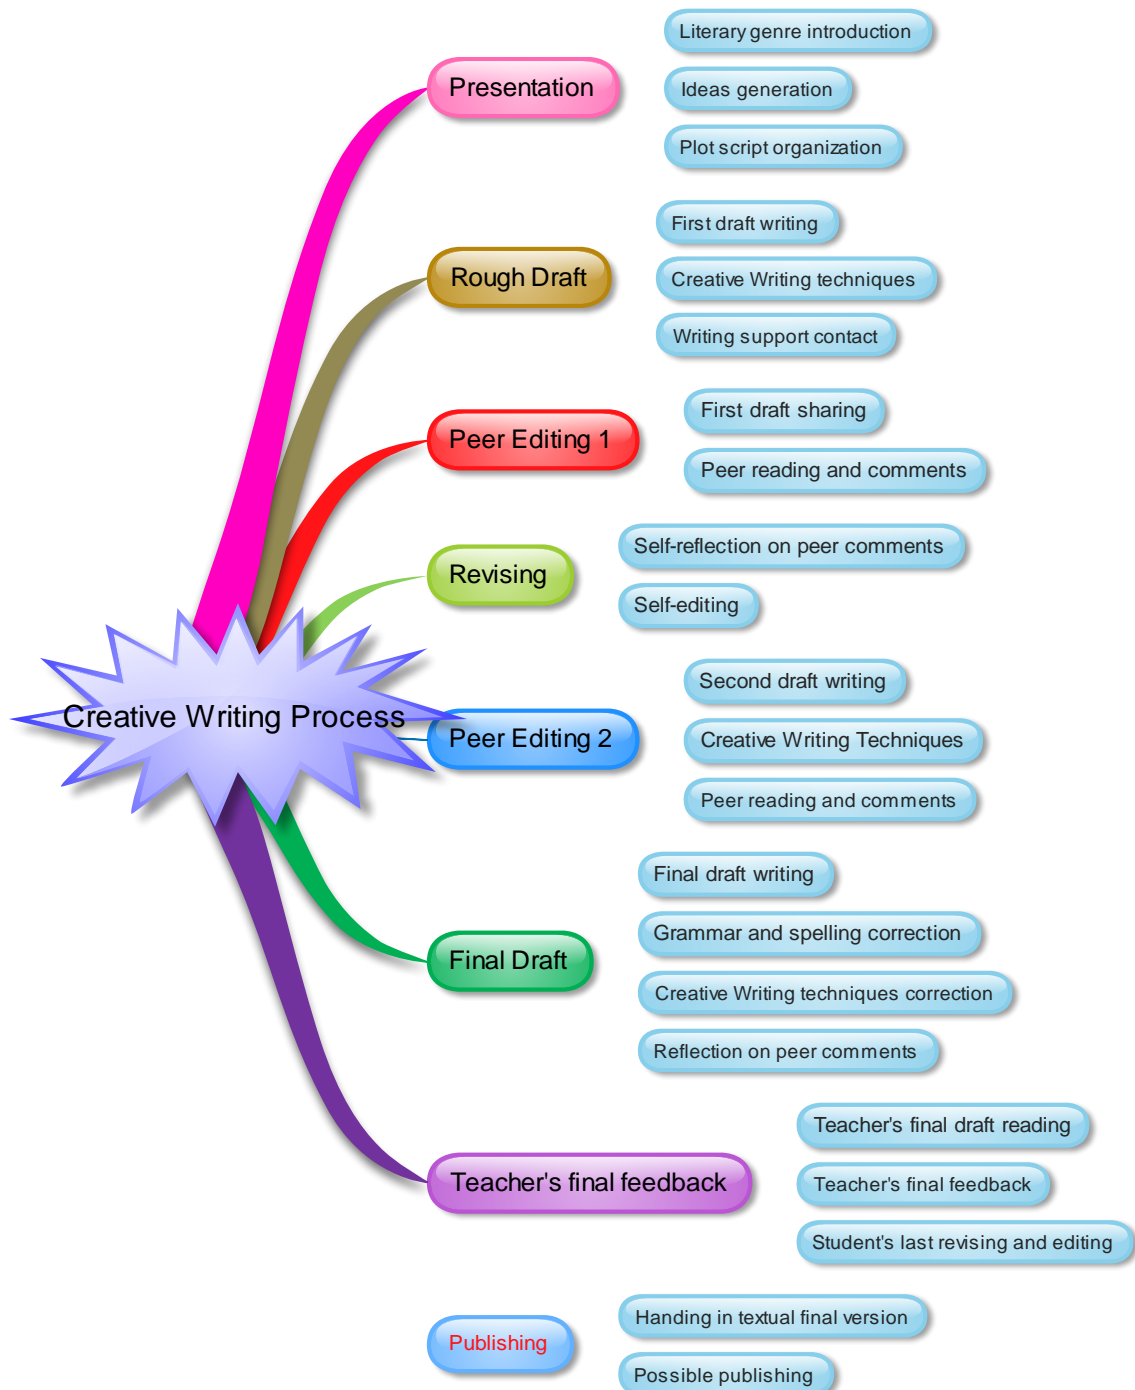 Creative Writing Process
Presentation
Literary genre introduction
Ideas generation
Plot script organization
Rough Draft
First draft writing
Creative Writing techniques
Writing support contact
Peer Editing 1
First draft sharing
Peer reading and comments
Revising
Self-reflection on peer comments
Self-editing
Peer Editing 2
Second draft writing
Creative Writing Techniques
Peer reading and comments
Final Draft
Final draft writing
Grammar and spelling correction
Creative Writing techniques correction
Reflection on peer comments
Teacher's final feedback
Teacher's final draft reading
Teacher's final feedback
Student's last revising and editing
Publishing
Handing in textual final version
Possible publishing